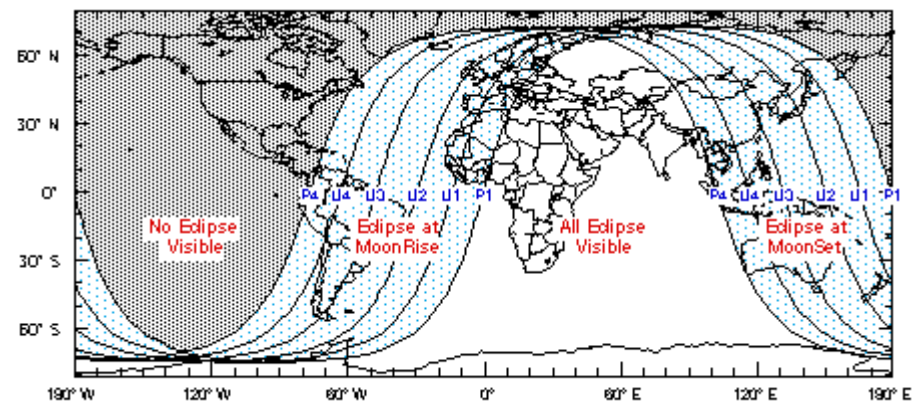 60° N
30° N
0°
30° S
60° S
P4 U4 U3 U2 U1 P1 P4 U4 U3 U2 U1 P1
No Eclipse
Visible
Eclipse at
MoonRise
All Eclipse
Visible
Eclipse at
MoonSet
180° W 120° W 60° W 0° 60° E 120° E 180° E